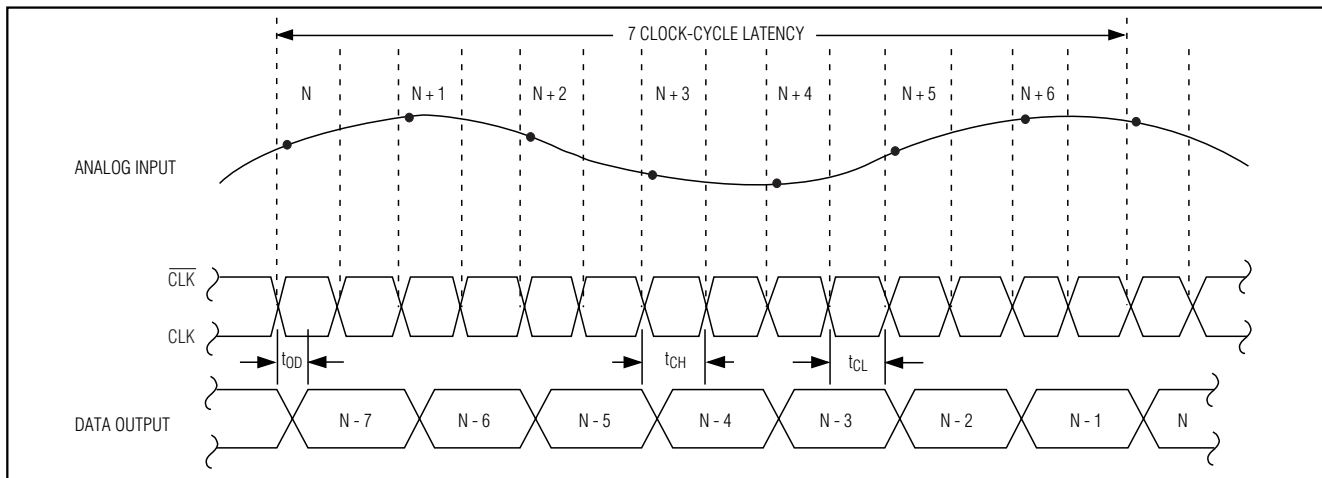 7 CLOCK-CYCLE LATENCY
N N + 1 N + 2 N + 3 N + 4 N + 5 N + 6
ANALOG INPUT
C̅L̅K̅
CLK
tOD tCH tCL
DATA OUTPUT N - 7 N - 6 N - 5 N - 4 N - 3 N - 2 N - 1 N